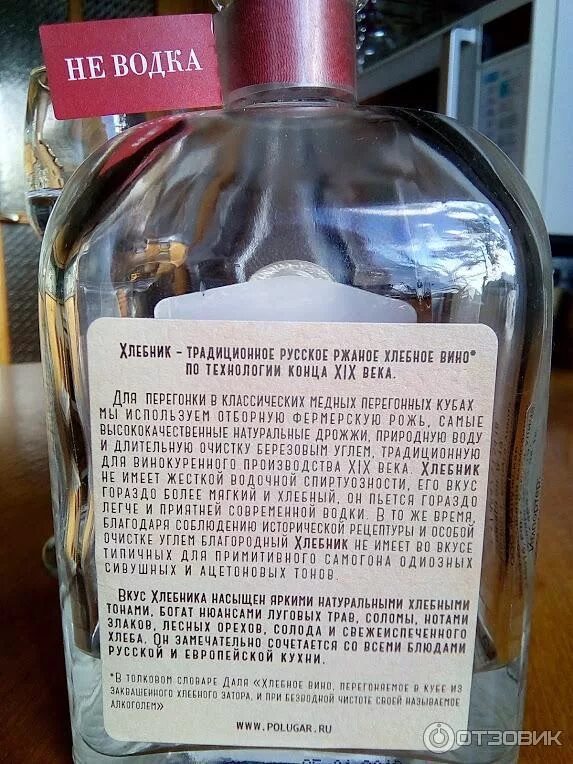 НЕ ВОДКА
ХЛЕБНИК - ТРАДИЦИОННОЕ РУССКОЕ РЖАНОЕ ХЛЕБНОЕ ВИНО*
ПО ТЕХНОЛОГИИ КОНЦА XIX ВЕКА.
ДЛЯ ПЕРЕГОНКИ В КЛАССИЧЕСКИХ МЕДНЫХ ПЕРЕГОННЫХ КУБАХ
МЫ ИСПОЛЬЗУЕМ ОТБОРНУЮ ФЕРМЕРСКУЮ РОЖЬ, САМЫЕ
ВЫСОКОКАЧЕСТВЕННЫЕ НАТУРАЛЬНЫЕ ДРОЖЖИ, ПРИРОДНУЮ ВОДУ
И ДЛИТЕЛЬНУЮ ОЧИСТКУ БЕРЕЗОВЫМ УГЛЕМ, ТРАДИЦИОННУЮ
ДЛЯ ВИНОКУРЕННОГО ПРОИЗВОДСТВА XIX ВЕКА. ХЛЕБНИК
НЕ ИМЕЕТ ЖЕСТКОЙ ВОДОЧНОЙ СПИРТУОЗНОСТИ, ЕГО ВКУС
ГОРАЗДО БОЛЕЕ МЯГКИЙ И ХЛЕБНЫЙ, ОН ПЬЕТСЯ ГОРАЗДО
ЛЕГЧЕ И ПРИЯТНЕЙ СОВРЕМЕННОЙ ВОДКИ. В ТО ЖЕ ВРЕМЯ,
БЛАГОДАРЯ СОБЛЮДЕНИЮ ИСТОРИЧЕСКОЙ РЕЦЕПТУРЫ И ОСОБОЙ
ОЧИСТКЕ УГЛЕМ БЛАГОРОДНЫЙ ХЛЕБНИК НЕ ИМЕЕТ ВО ВКУСЕ
ТИПИЧНЫХ ДЛЯ ПРИМИТИВНОГО САМОГОНА ОДИОЗНЫХ
СИВУШНЫХ И АЦЕТОНОВЫХ ТОНОВ.
ВКУС ХЛЕБНИКА НАСЫЩЕН ЯРКИМИ НАТУРАЛЬНЫМИ ХЛЕБНЫМИ
ТОНАМИ, БОГАТ НЮАНСАМИ ЛУГОВЫХ ТРАВ, СОЛОМЫ, НОТАМИ
ЗЛАКОВ, ЛЕСНЫХ ОРЕХОВ, СОЛОДА И СВЕЖЕИСПЕЧЕННОГО
ХЛЕБА. ОН ЗАМЕЧАТЕЛЬНО СОЧЕТАЕТСЯ СО ВСЕМИ БЛЮДАМИ
РУССКОЙ И ЕВРОПЕЙСКОЙ КУХНИ.
*В ТОЛКОВОМ СЛОВАРЕ ДАЛЯ «ХЛЕБНОЕ ВИНО, ПЕРЕГОНЯЕМОЕ В КУБЕ ИЗ
ЗАКВАШЕННОГО ХЛЕБНОГО ЗАТОРА, И ПРИ БЕЗВОДНОЙ ЧИСТОТЕ СВОЕЙ НАЗЫВАЕМОЕ
АЛКОГОЛЕМ»
WWW.POLUGAR.RU
ОТЗОВИК